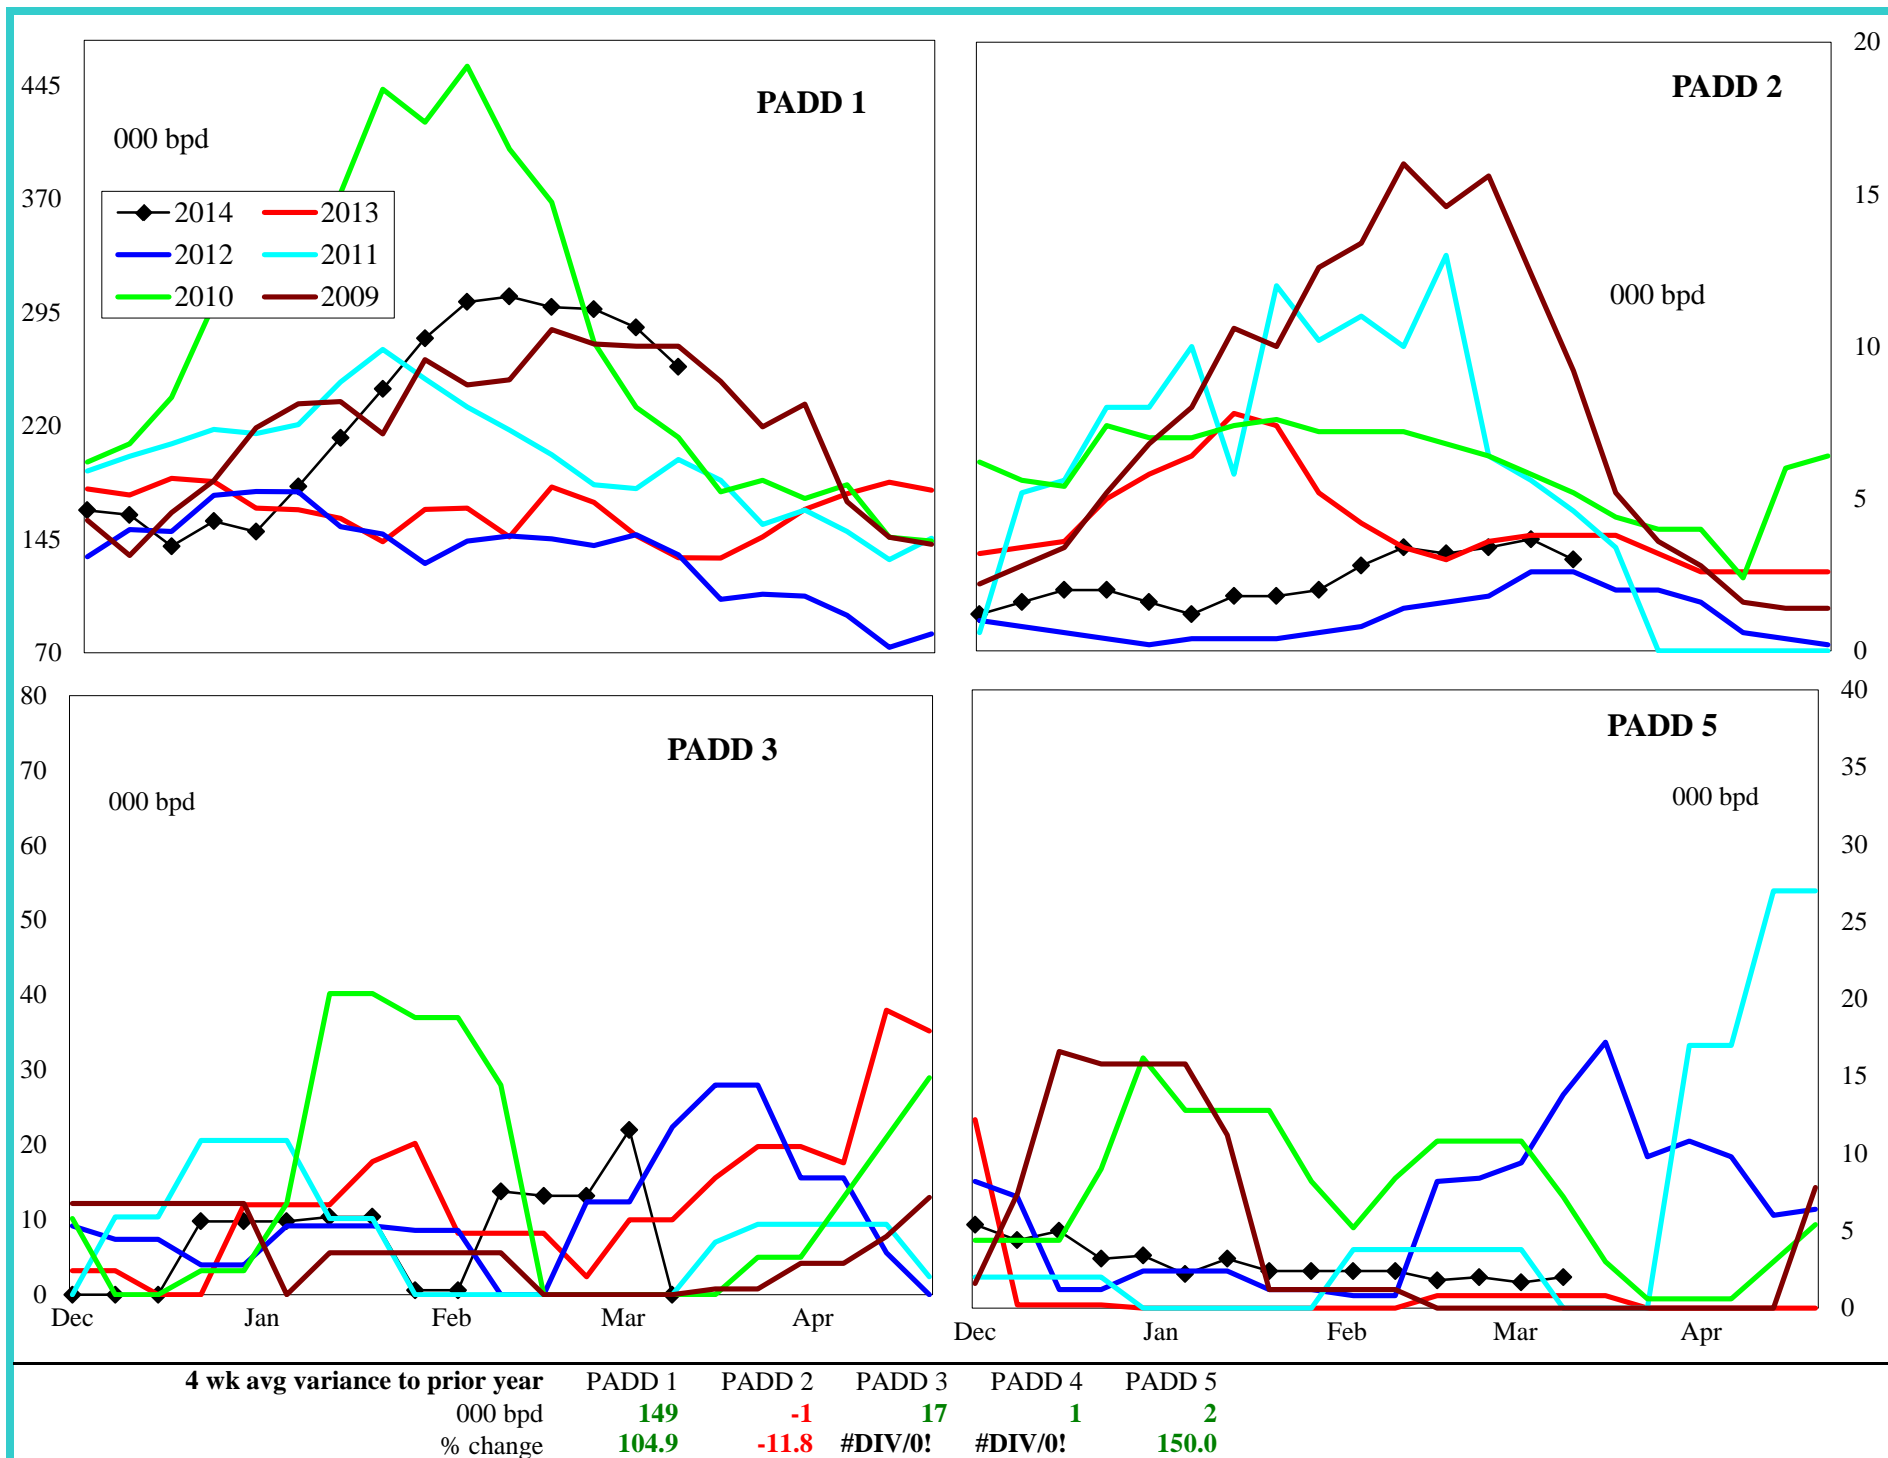 PADD 1
000 bpd
445
370
295
220
145
70
2014 2013
2012 2011
2010 2009
PADD 2
000 bpd
20
15
10
5
0
PADD 3
000 bpd
80
70
60
50
40
30
20
10
0
Dec Jan Feb Mar Apr
PADD 5
000 bpd
40
35
30
25
20
15
10
5
0
Dec Jan Feb Mar Apr
4 wk avg variance to prior year PADD 1 PADD 2 PADD 3 PADD 4 PADD 5
000 bpd 149 -1 17 1 2
% change 104.9 -11.8 #DIV/0! #DIV/0! 150.0